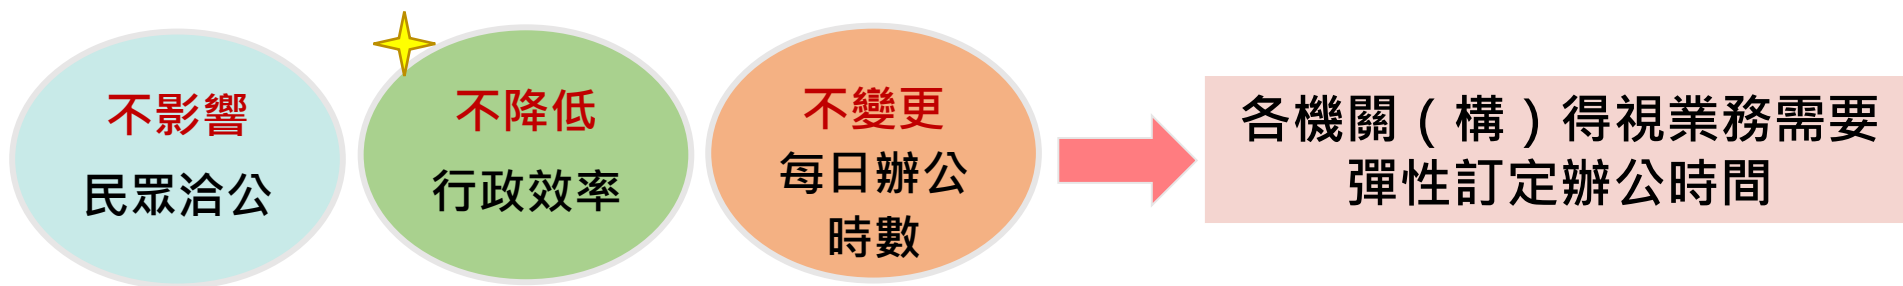 不影響
民眾洽公
不降低
行政效率
不變更
每日辦公
時數
各機關（構）得視業務需要
彈性訂定辦公時間